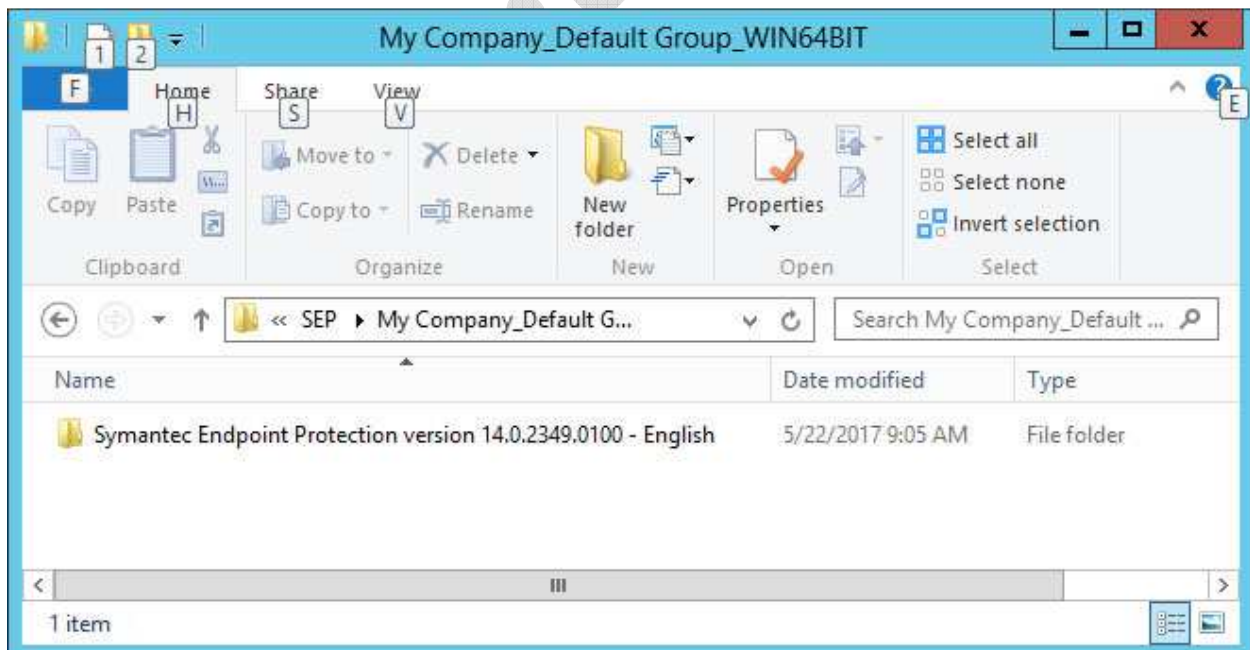 My Company_Default Group_WIN64BIT
1 2
F Home Share View E
H S V
Copy Paste W... Move to Copy to Delete Rename New folder Properties Select all Select none Invert selection
Clipboard Organize New Open Select
« SEP My Company_Default G... Search My Company_Default ...
Name Date modified Type
Symantec Endpoint Protection version 14.0.2349.0100 - English 5/22/2017 9:05 AM File folder
1 item